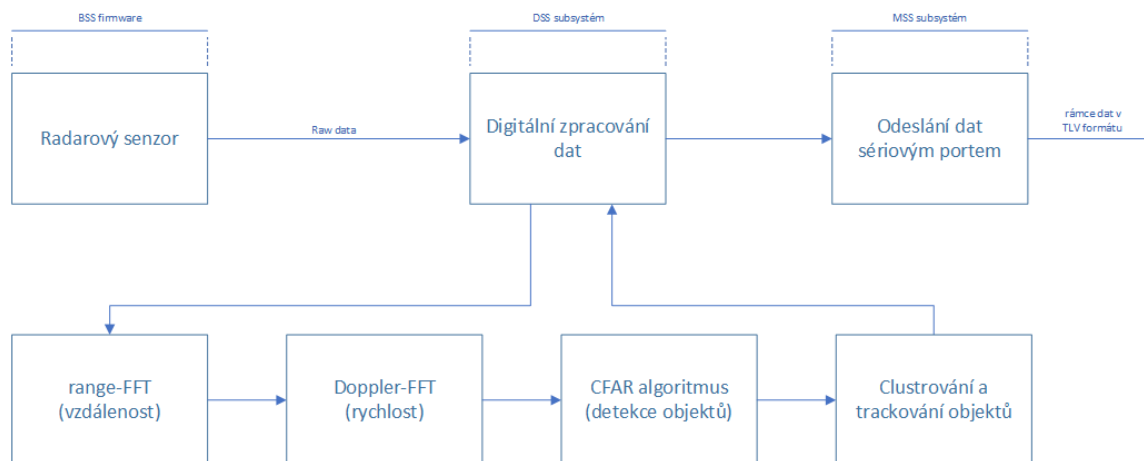 BSS firmware
DSS subsystém
MSS subsystém
Radarový senzor
Raw data
Digitální zpracování
dat
Odeslání dat
sériovým portem
rámce dat v
TLV formátu
range-FFT
(vzdálenost)
Doppler-FFT
(rychlost)
CFAR algoritmus
(detekce objektů)
Clustrování a
trackování objektů